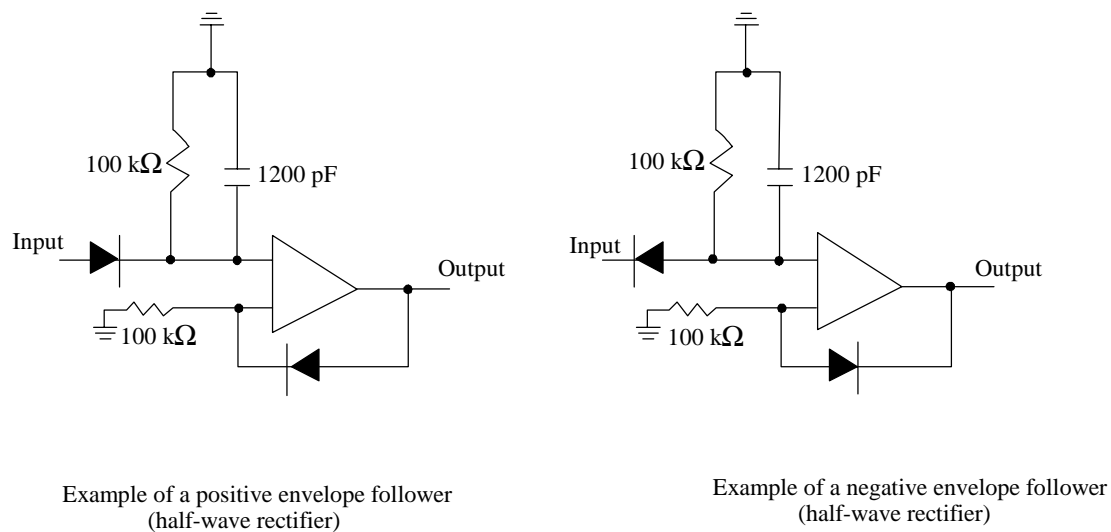 100 kΩ
1200 pF
Input
Output
100 kΩ
Example of a positive envelope follower
(half-wave rectifier)
100 kΩ
1200 pF
Input
Output
100 kΩ
Example of a negative envelope follower
(half-wave rectifier)